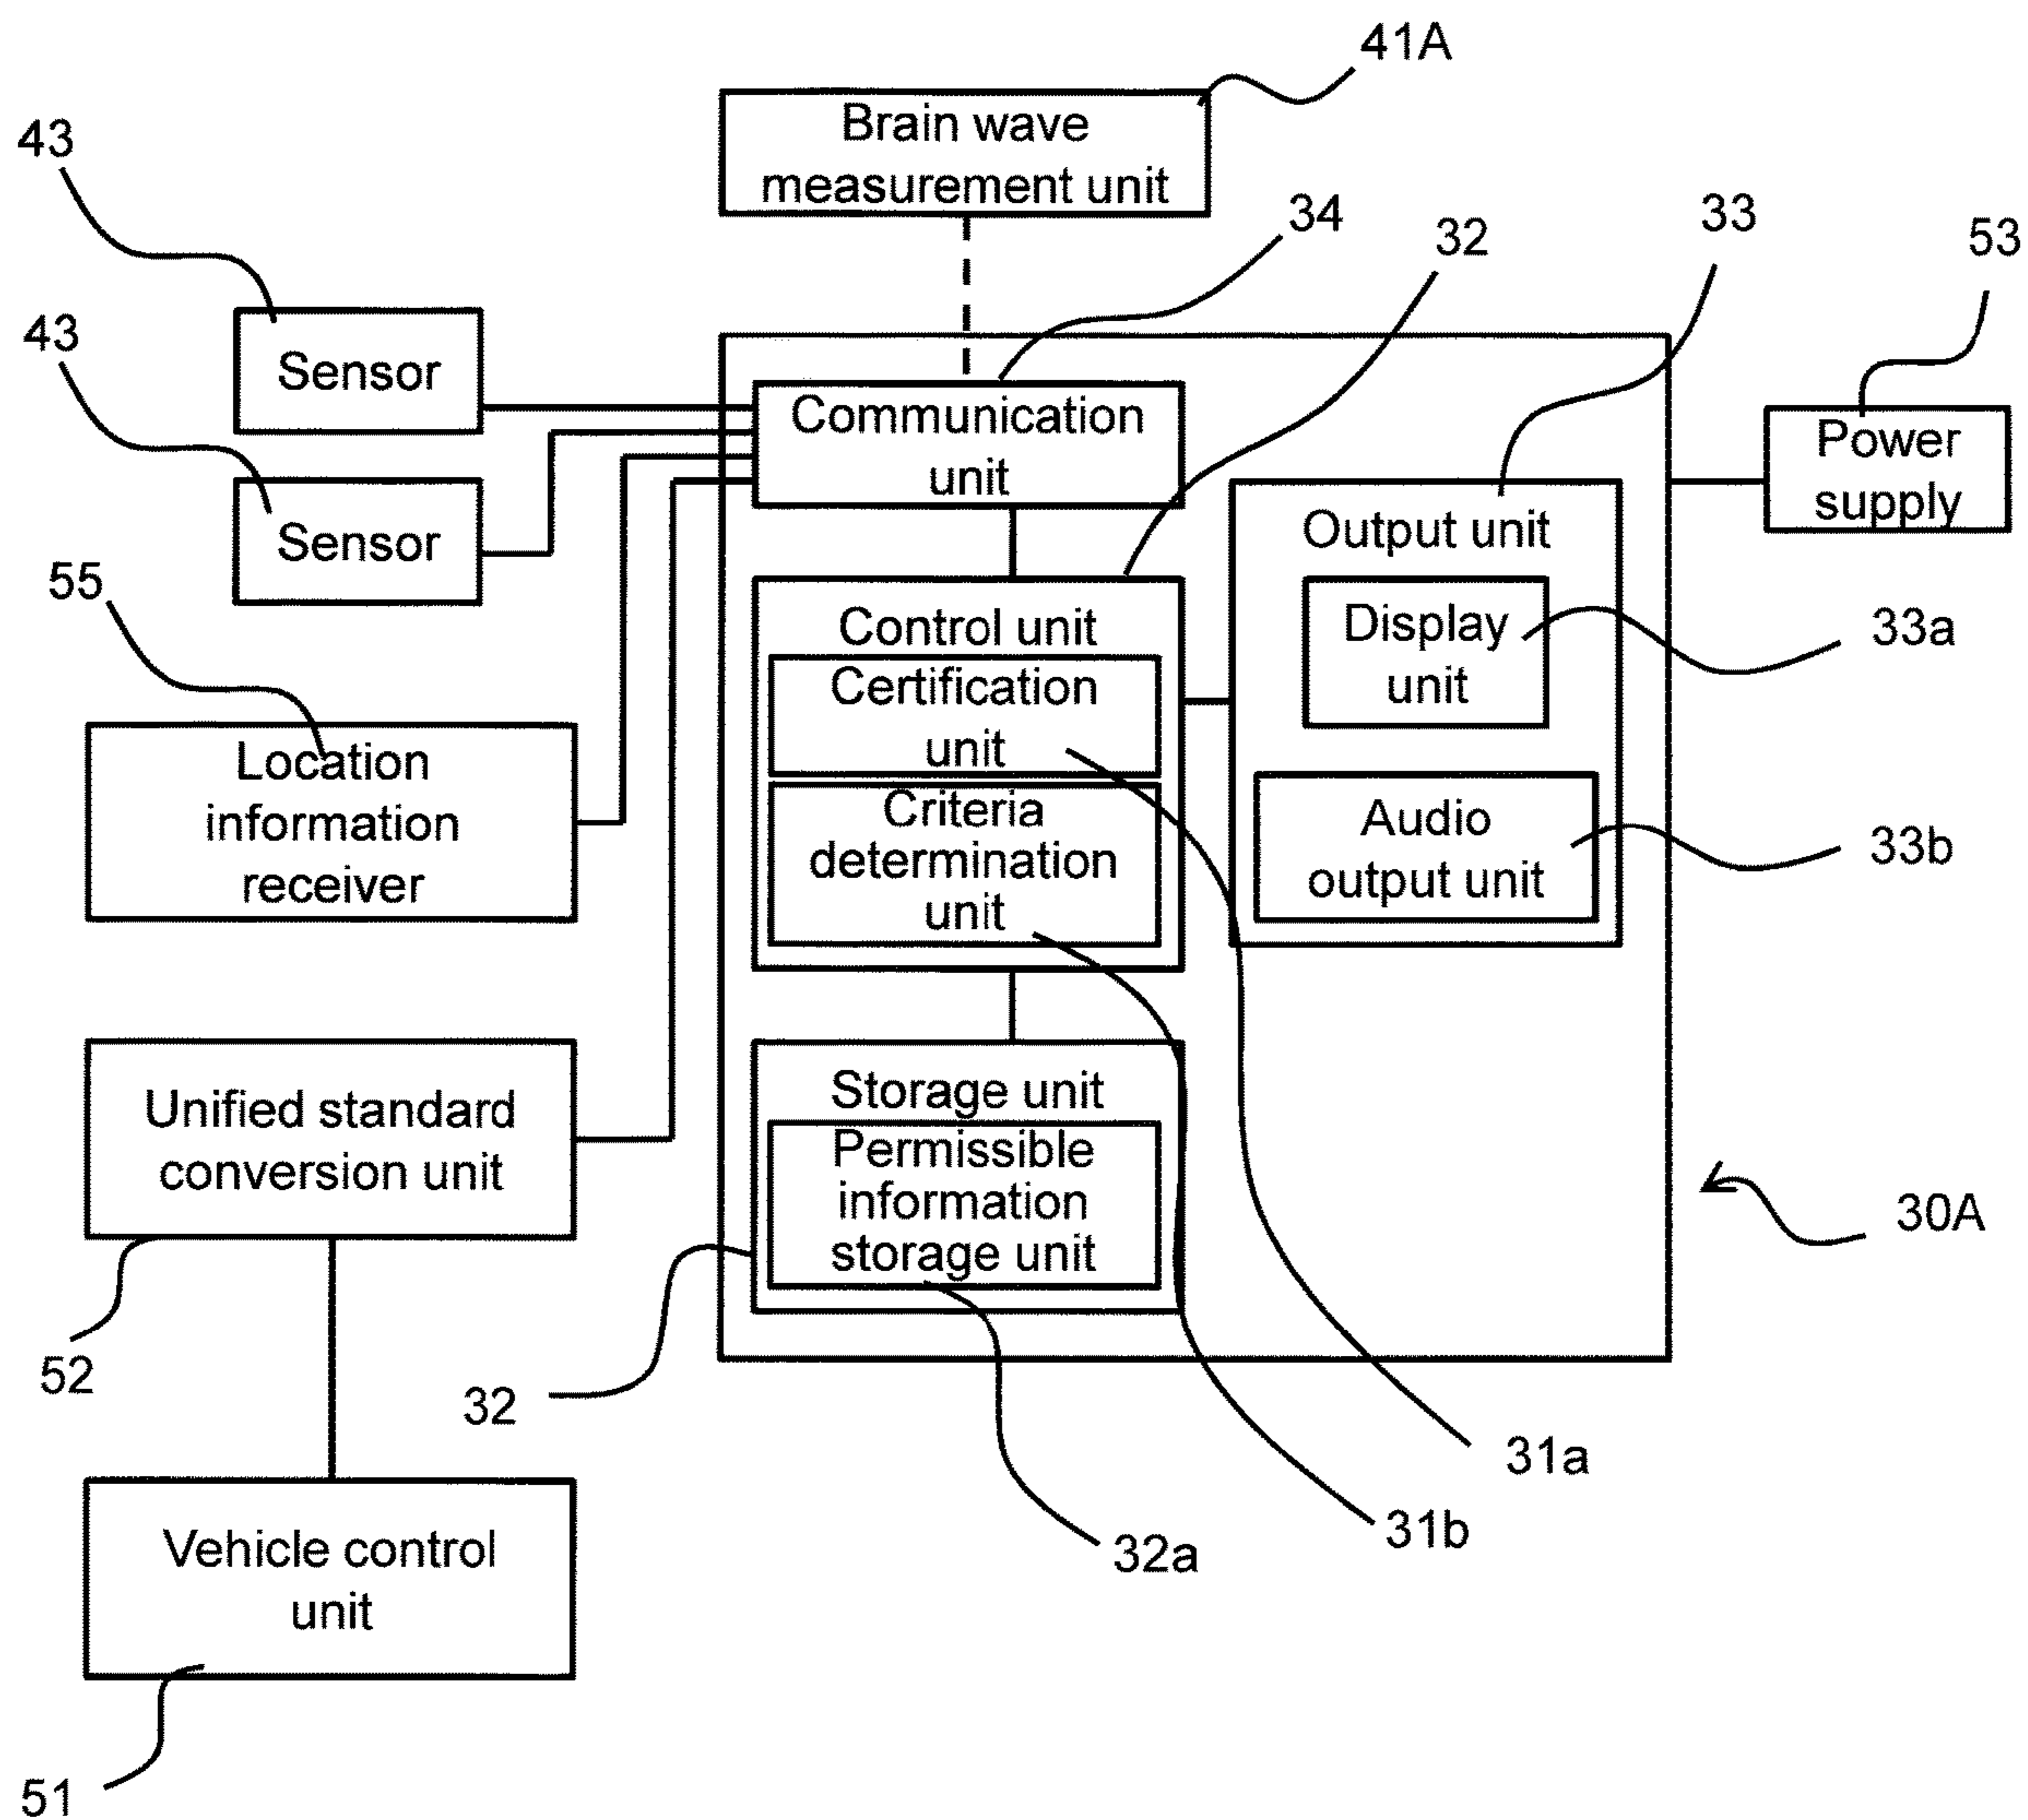 41A
Brain wave
measurement unit
43
34
32
33
53
Sensor
43
Communication
unit
Power
supply
Sensor
Output unit
55
Control unit
Display
unit
33a
Certification
unit
Location
information
receiver
Criteria
determination
unit
Audio
output unit
33b
Unified standard
conversion unit
Storage unit
Permissible
information
storage unit
30A
52
32
31a
31b
32a
Vehicle control
unit
51